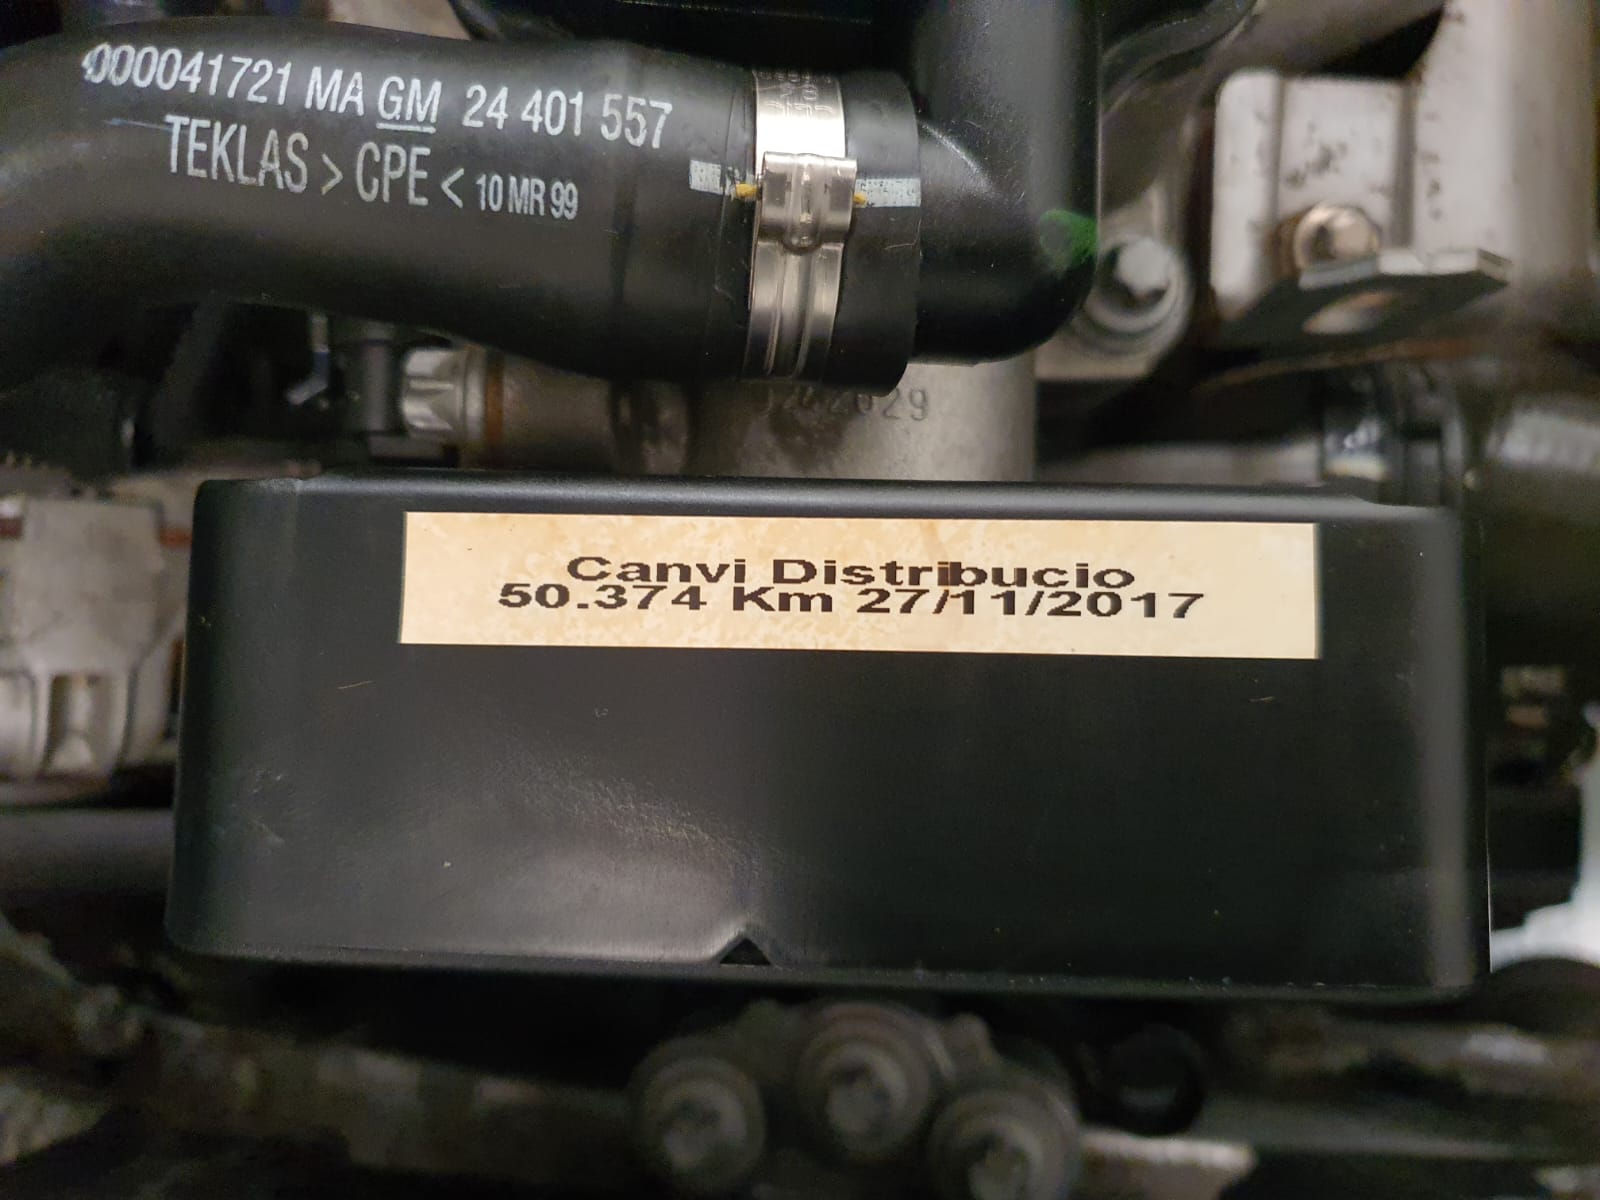 000041721 MA GM 24 401 557
TEKLAS > CPE < 10 MR 99
Canvi Distribucio
50.374 Km 27/11/2017